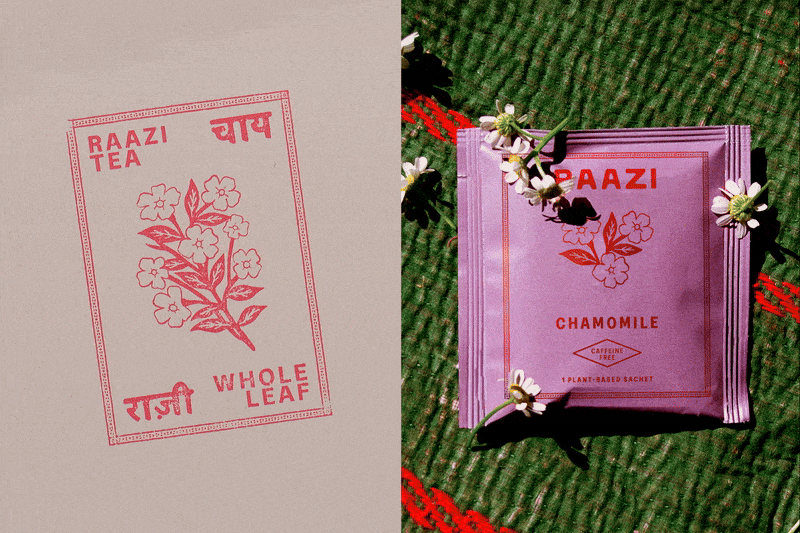 RAAZI
TEA
चाय
राज़ी
WHOLE
LEAF
RAAZI
CHAMOMILE
CAFFEINE
FREE
1 PLANT-BASED SACHET